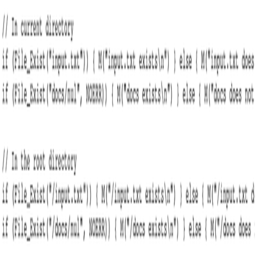 // In current directory
if (File_Exist("input.txt")) { M("input.txt exists\n") } else { M("input.txt does
if (File_Exist("docs/nul", NOERR)) { M("docs exists\n") } else { M("docs does not
// In the root directory
if (File_Exist("/input.txt")) { M("/input.txt exists\n") } else { M("/input.txt d
if (File_Exist("/docs/nul", NOERR)) { M("/docs exists\n") } else { M("/docs does